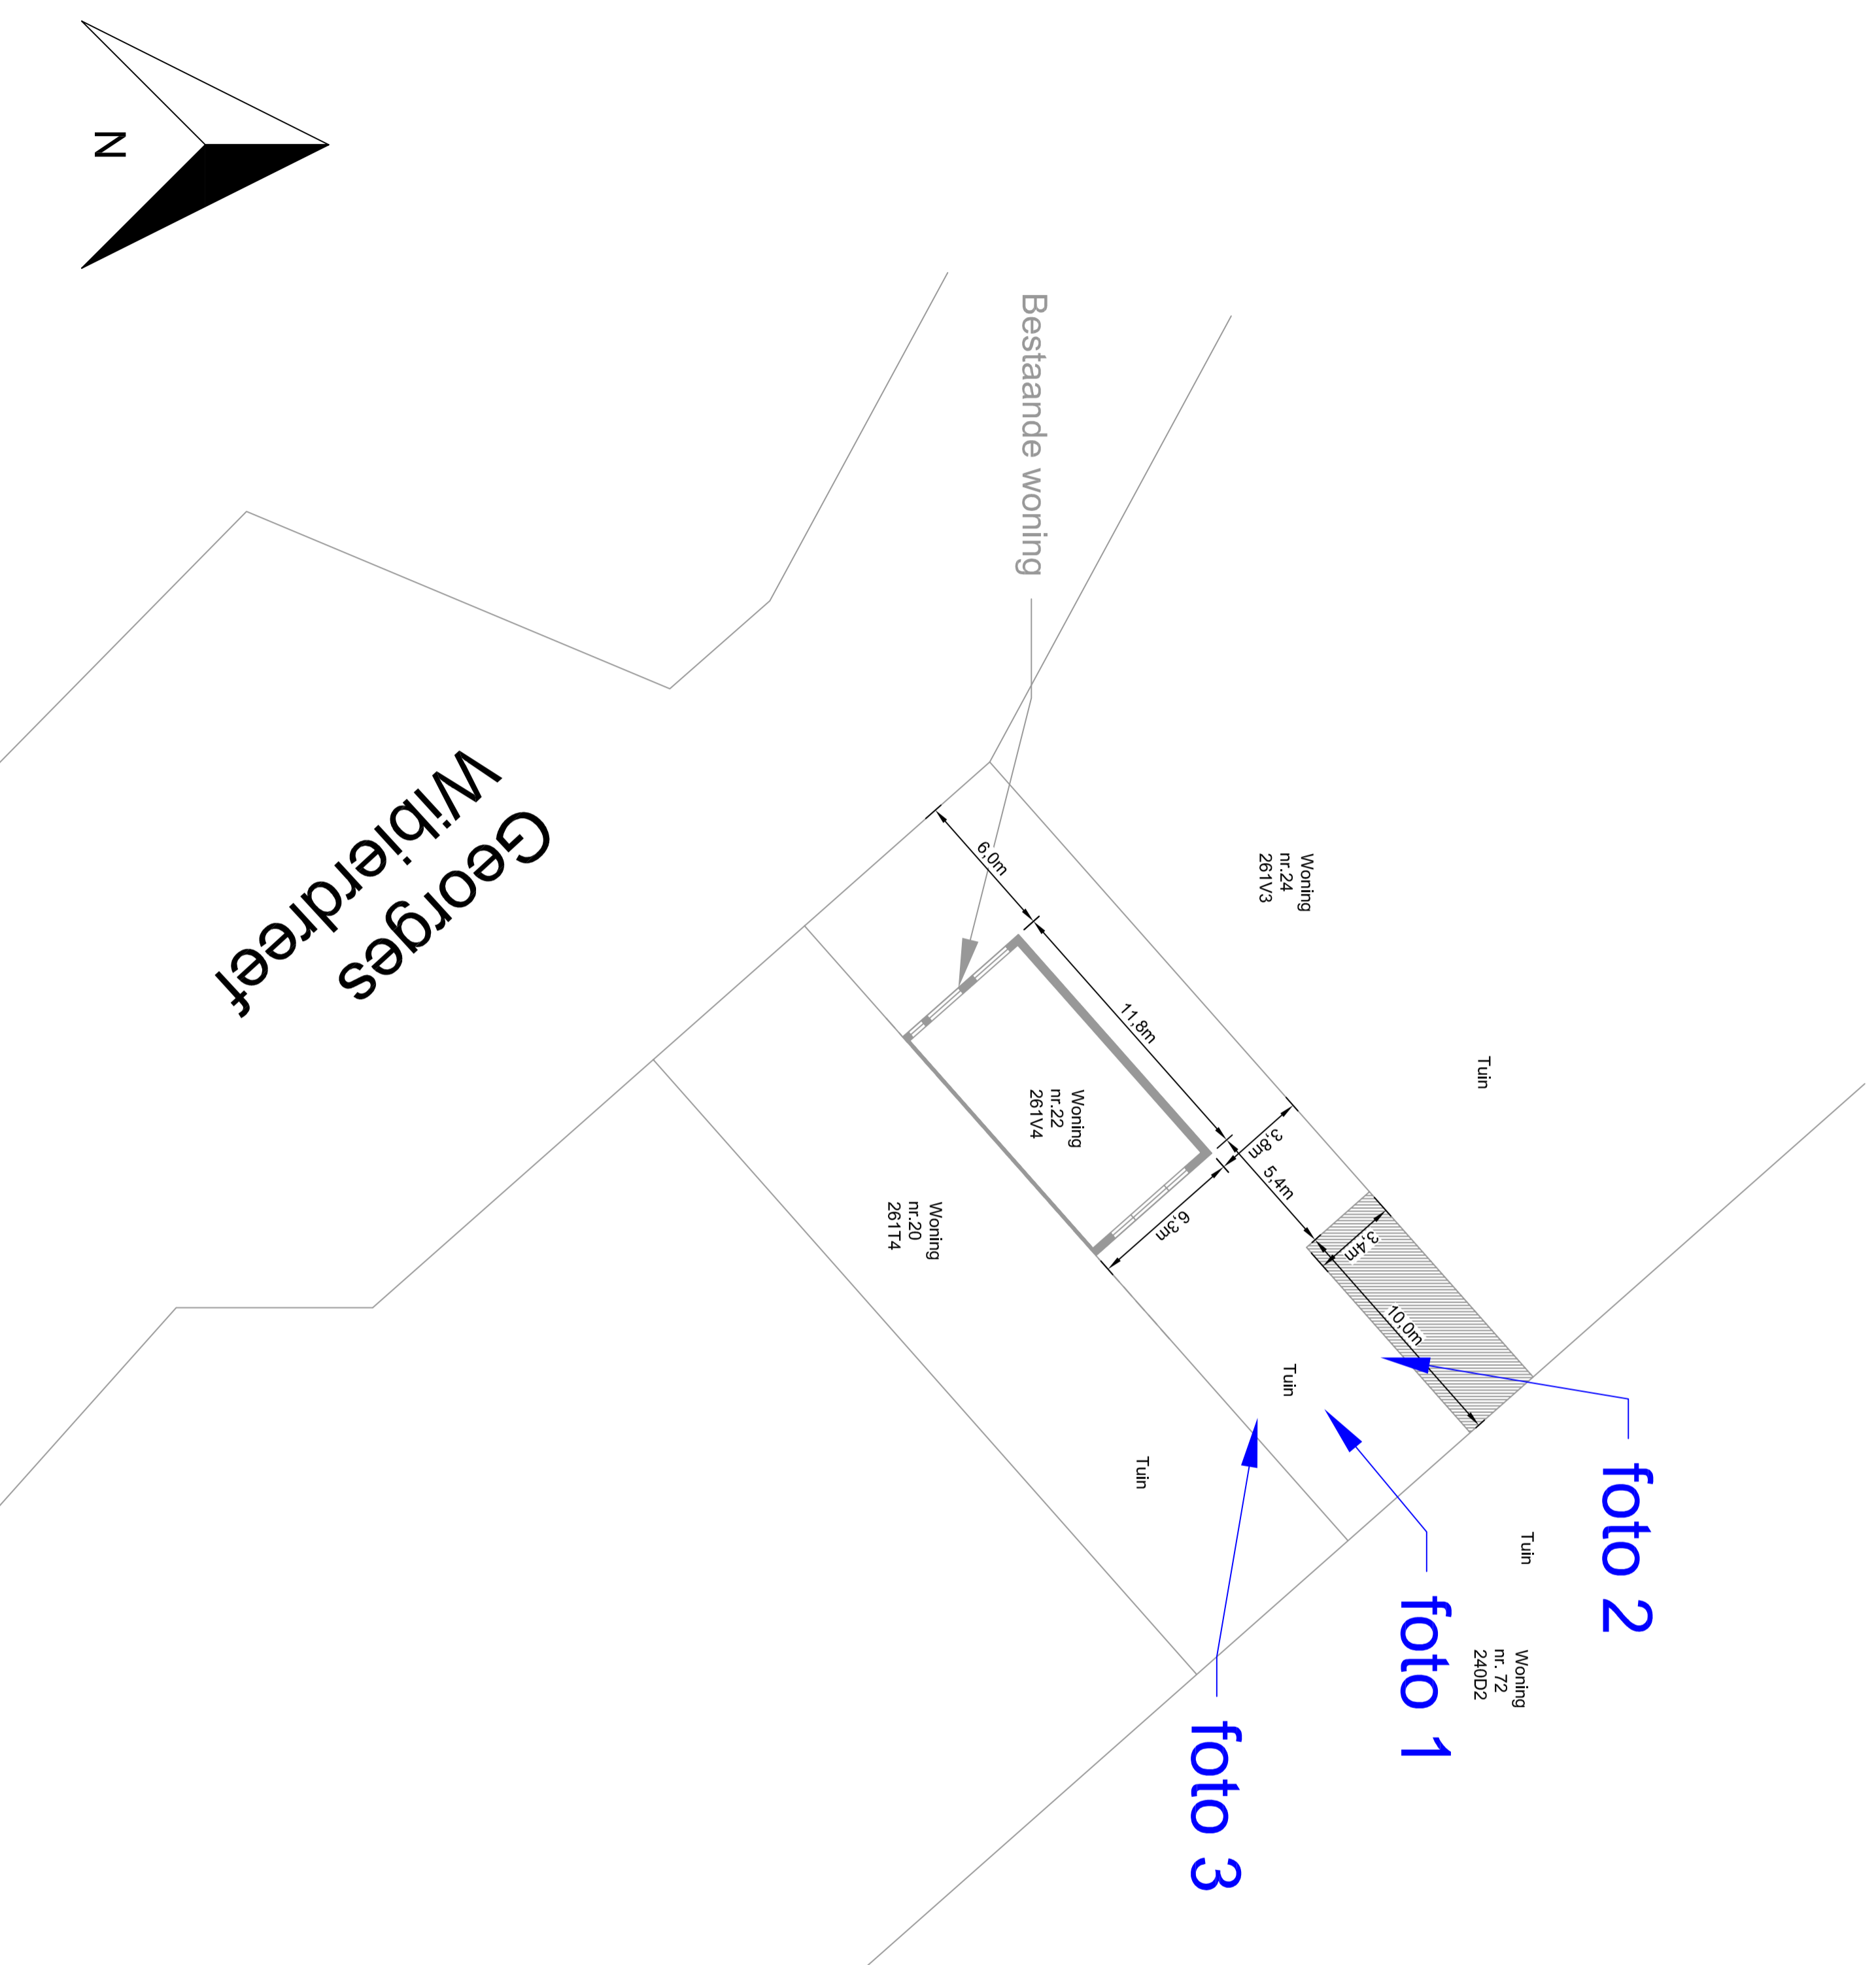 N
Bestaande woning
Georges
Wibierdreef
6,0m
11,8m
3,8m
5,4m
6,3m
3,4m
10,0m
Woning
nr.24
261V3
Tuin
Woning
nr.22
261V4
Woning
nr.20
261T4
Tuin
Tuin
Tuin
Woning
nr. 72
240D2
foto 2
foto 1
foto 3